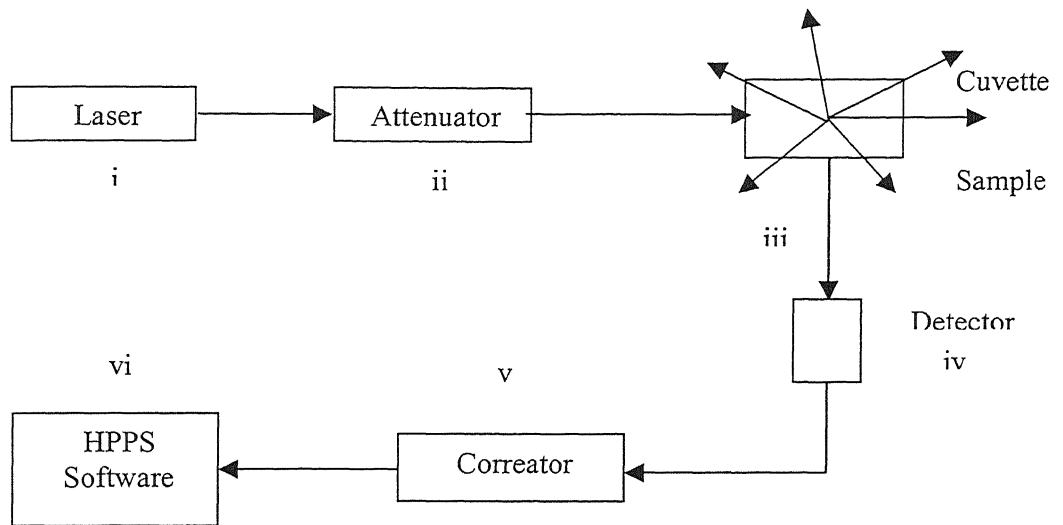 Laser
Attenuator
Cuvette
i
ii
Sample
iii
Detector
iv
vi
v
HPPS
Software
Correator